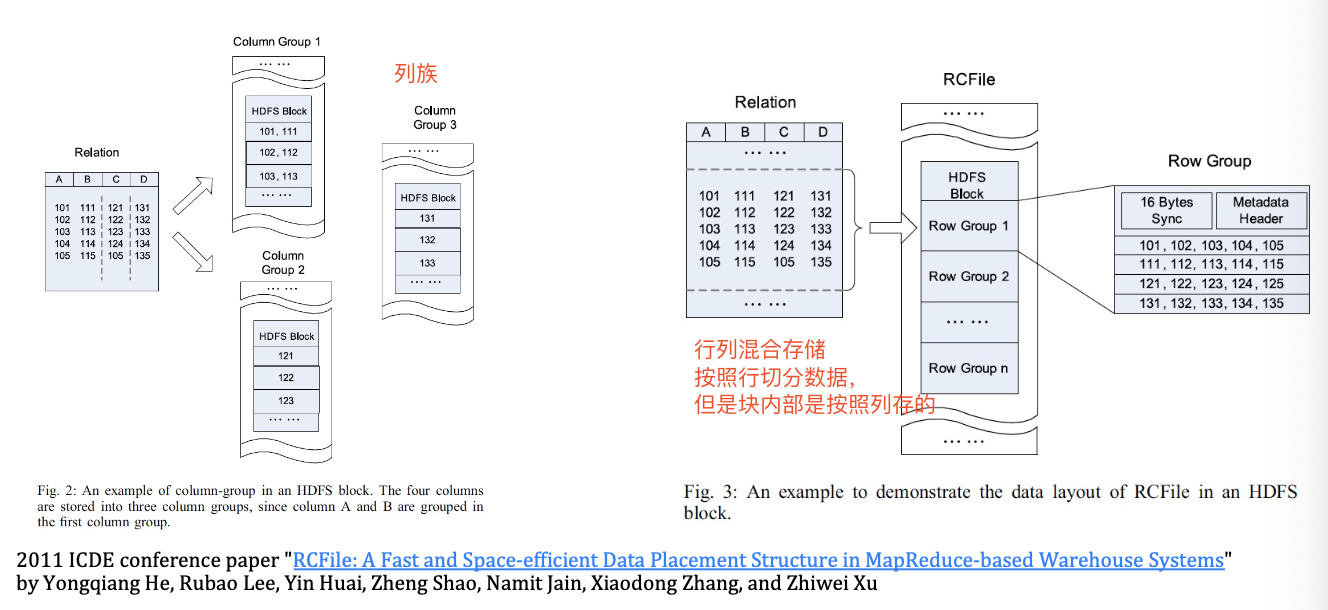 Column Group 1
... ...
HDFS Block
101, 111
102, 112
103, 113
... ...
列族
Column
Group 3
... ...
HDFS Block
131
132
133
... ...
Relation
A B C D
101 111 121 131
102 112 122 132
103 113 123 133
104 114 124 134
105 115 105 135
Column
Group 2
... ...
HDFS Block
121
122
123
... ...
Fig. 2: An example of column-group in an HDFS block. The four columns
are stored into three column groups, since column A and B are grouped in
the first column group.
Relation
A B C D
... ...
101 111 121 131
102 112 122 132
103 113 123 133
104 114 124 134
105 115 105 135
... ...
行列混合存储
按照行切分数据,
但是块内部是按照列存的
RCFile
... ...
HDFS
Block
Row Group 1
Row Group 2
... ...
Row Group n
... ...
Row Group
16 Bytes
Sync
Metadata
Header
101, 102, 103, 104, 105
111, 112, 113, 114, 115
121, 122, 123, 124, 125
131, 132, 133, 134, 135
Fig. 3: An example to demonstrate the data layout of RCFile in an HDFS
block.
2011 ICDE conference paper "RCFile: A Fast and Space-efficient Data Placement Structure in MapReduce-based Warehouse Systems"
by Yongqiang He, Rubao Lee, Yin Huai, Zheng Shao, Namit Jain, Xiaodong Zhang, and Zhiwei Xu